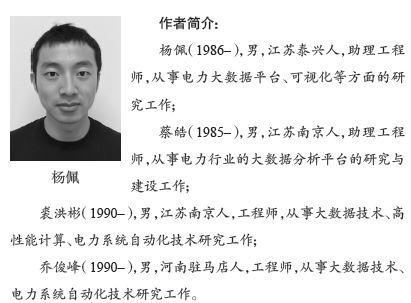 作者简介:
杨佩(1986–),男,江苏泰兴人,助理工程
师,从事电力大数据平台、可视化等方面的研
究工作;
蔡皓(1985–),男,江苏南京人,助理工程
师,从事电力行业的大数据分析平台的研究与
建设工作;
杨佩
裘洪彬(1990–),男,江苏南京人,工程师,从事大数据技术、高
性能计算、电力系统自动化技术研究工作;
乔俊峰(1990–),男,河南驻马店人,工程师,从事大数据技术、
电力系统自动化技术研究工作。